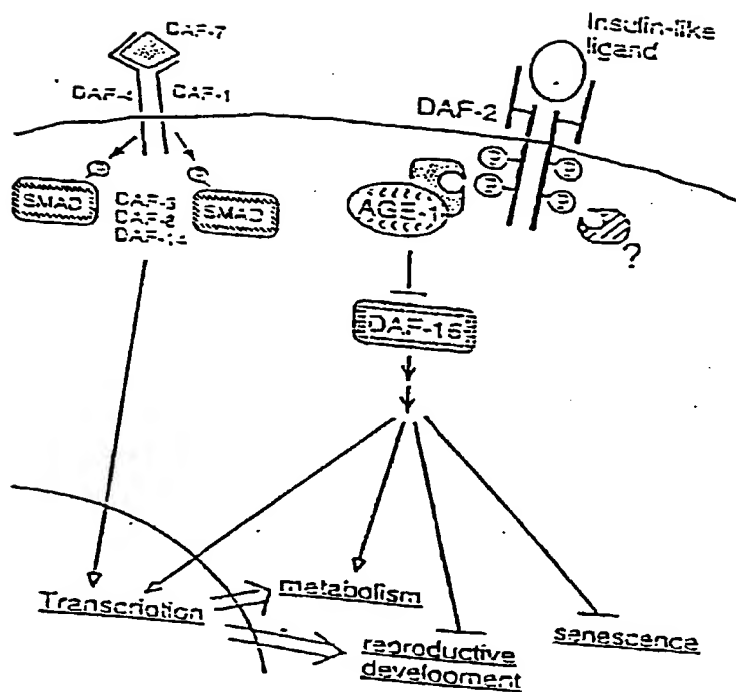 DAF-7
Insulin-like
ligand
DAF-4
DAF-1
DAF-2
SMAD
DAF-3
DAF-8
DAF-14
SMAD
AGE-1
?
DAF-16
Transcription
metabolism
reproductive
development
senescence